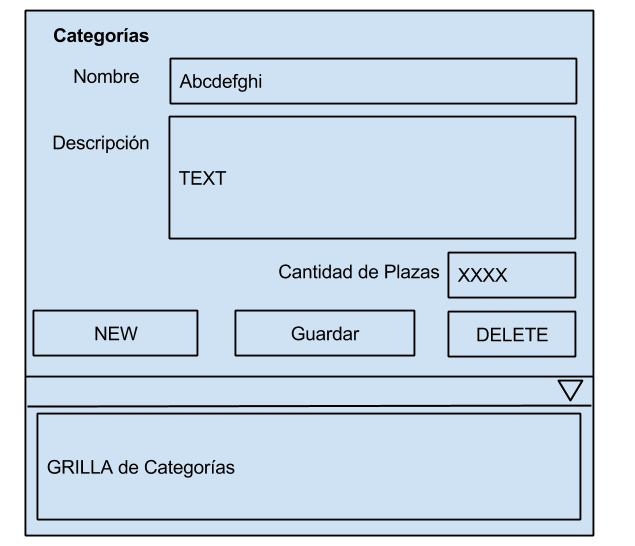 Categorías
Nombre
Abcdefghi
Descripción
TEXT
Cantidad de Plazas
XXXX
NEW
Guardar
DELETE
GRILLA de Categorías